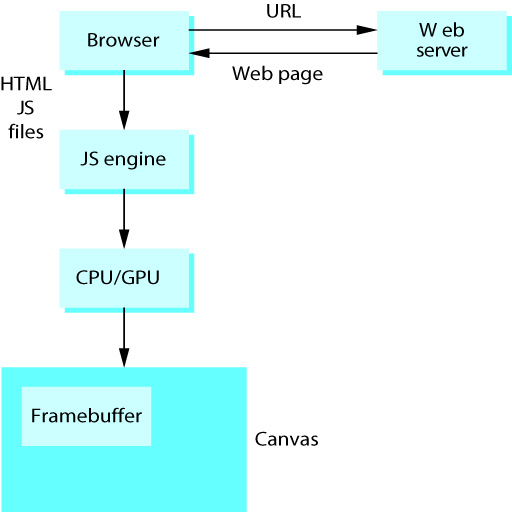 URL
Browser
W eb
server
Web page
HTML
JS
files
JS engine
CPU/GPU
Framebuffer
Canvas